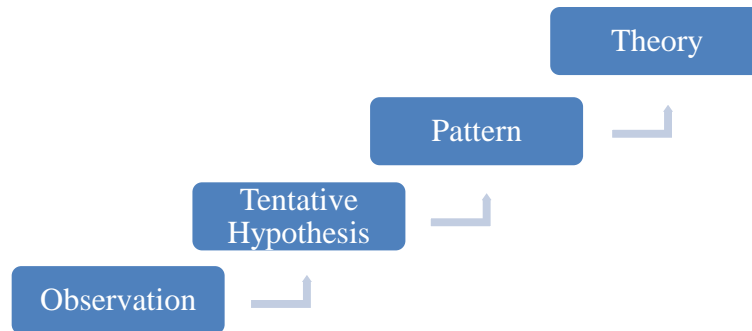 Theory
Pattern
Tentative
Hypothesis
Observation